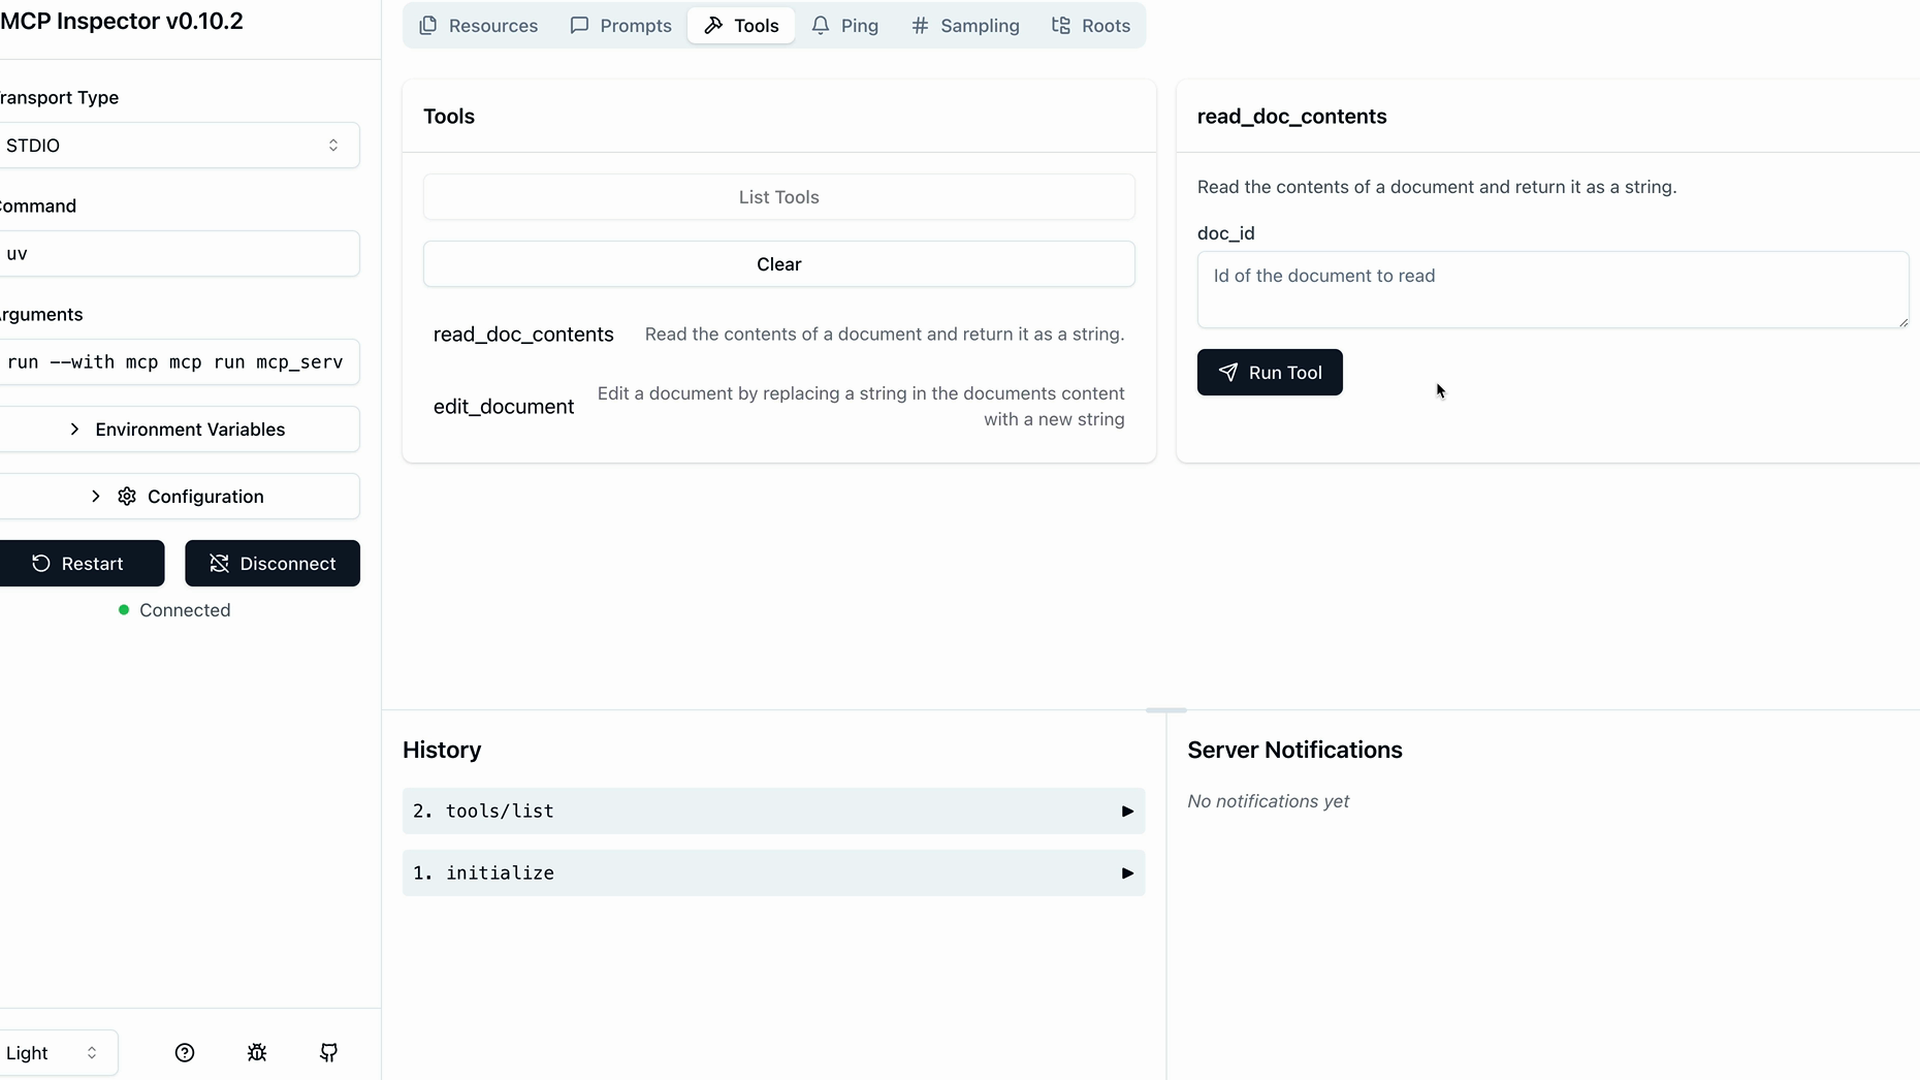 MCP Inspector v0.10.2
Transport Type
STDIO
Command
uv
Arguments
run --with mcp mcp run mcp_serv
Environment Variables
Configuration
Restart
Disconnect
Connected
Light
Resources
Prompts
Tools
Ping
Sampling
Roots
Tools
List Tools
Clear
read_doc_contents
Read the contents of a document and return it as a string.
edit_document
Edit a document by replacing a string in the documents content
with a new string
read_doc_contents
Read the contents of a document and return it as a string.
doc_id
Id of the document to read
Run Tool
History
2. tools/list
1. initialize
Server Notifications
No notifications yet